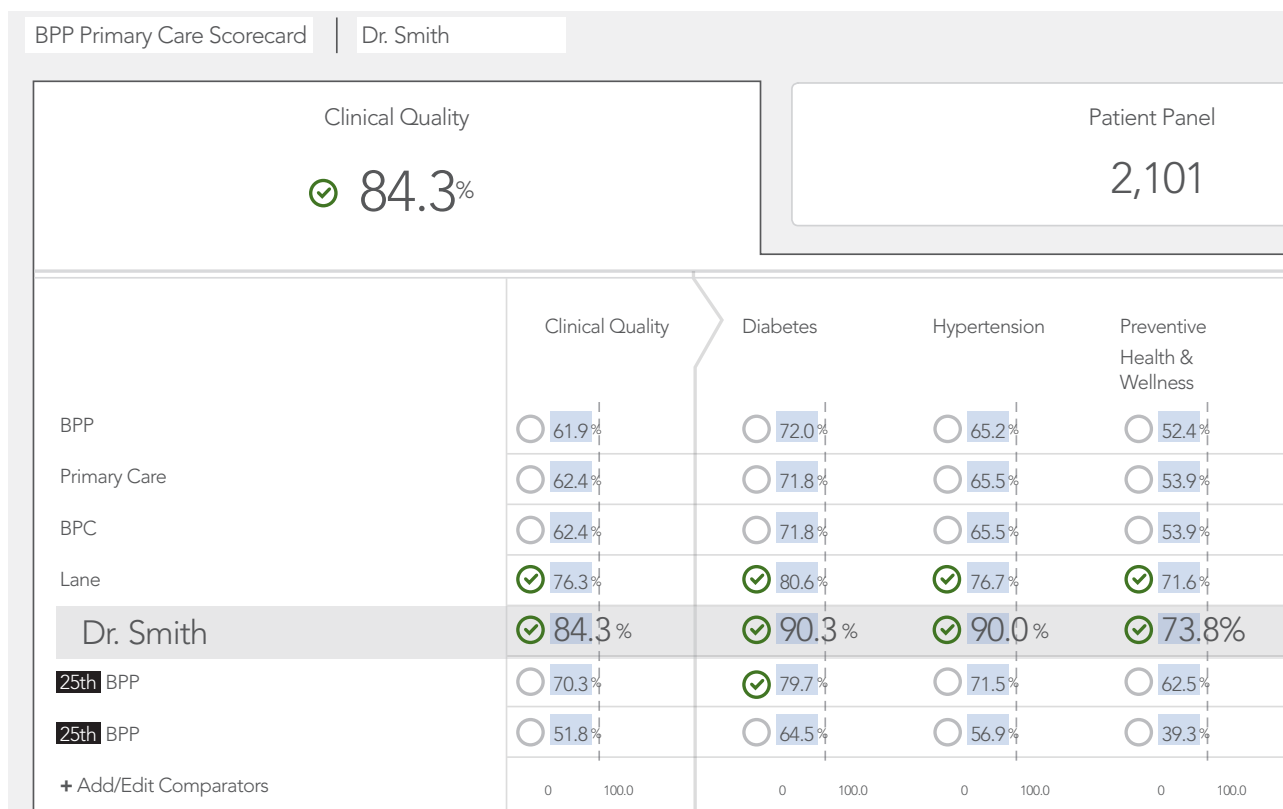 BPP Primary Care Scorecard | Dr. Smith
Clinical Quality
84.3%
Patient Panel
2,101
Clinical Quality Diabetes Hypertension Preventive
Health &
Wellness
BPP 61.9% 72.0% 65.2% 52.4%
Primary Care 62.4% 71.8% 65.5% 53.9%
BPC 62.4% 71.8% 65.5% 53.9%
Lane 76.3% 80.6% 76.7% 71.6%
Dr. Smith 84.3% 90.3% 90.0% 73.8%
25th BPP 70.3% 79.7% 71.5% 62.5%
25th BPP 51.8% 64.5% 56.9% 39.3%
+ Add/Edit Comparators 0 100.0 0 100.0 0 100.0 0 100.0